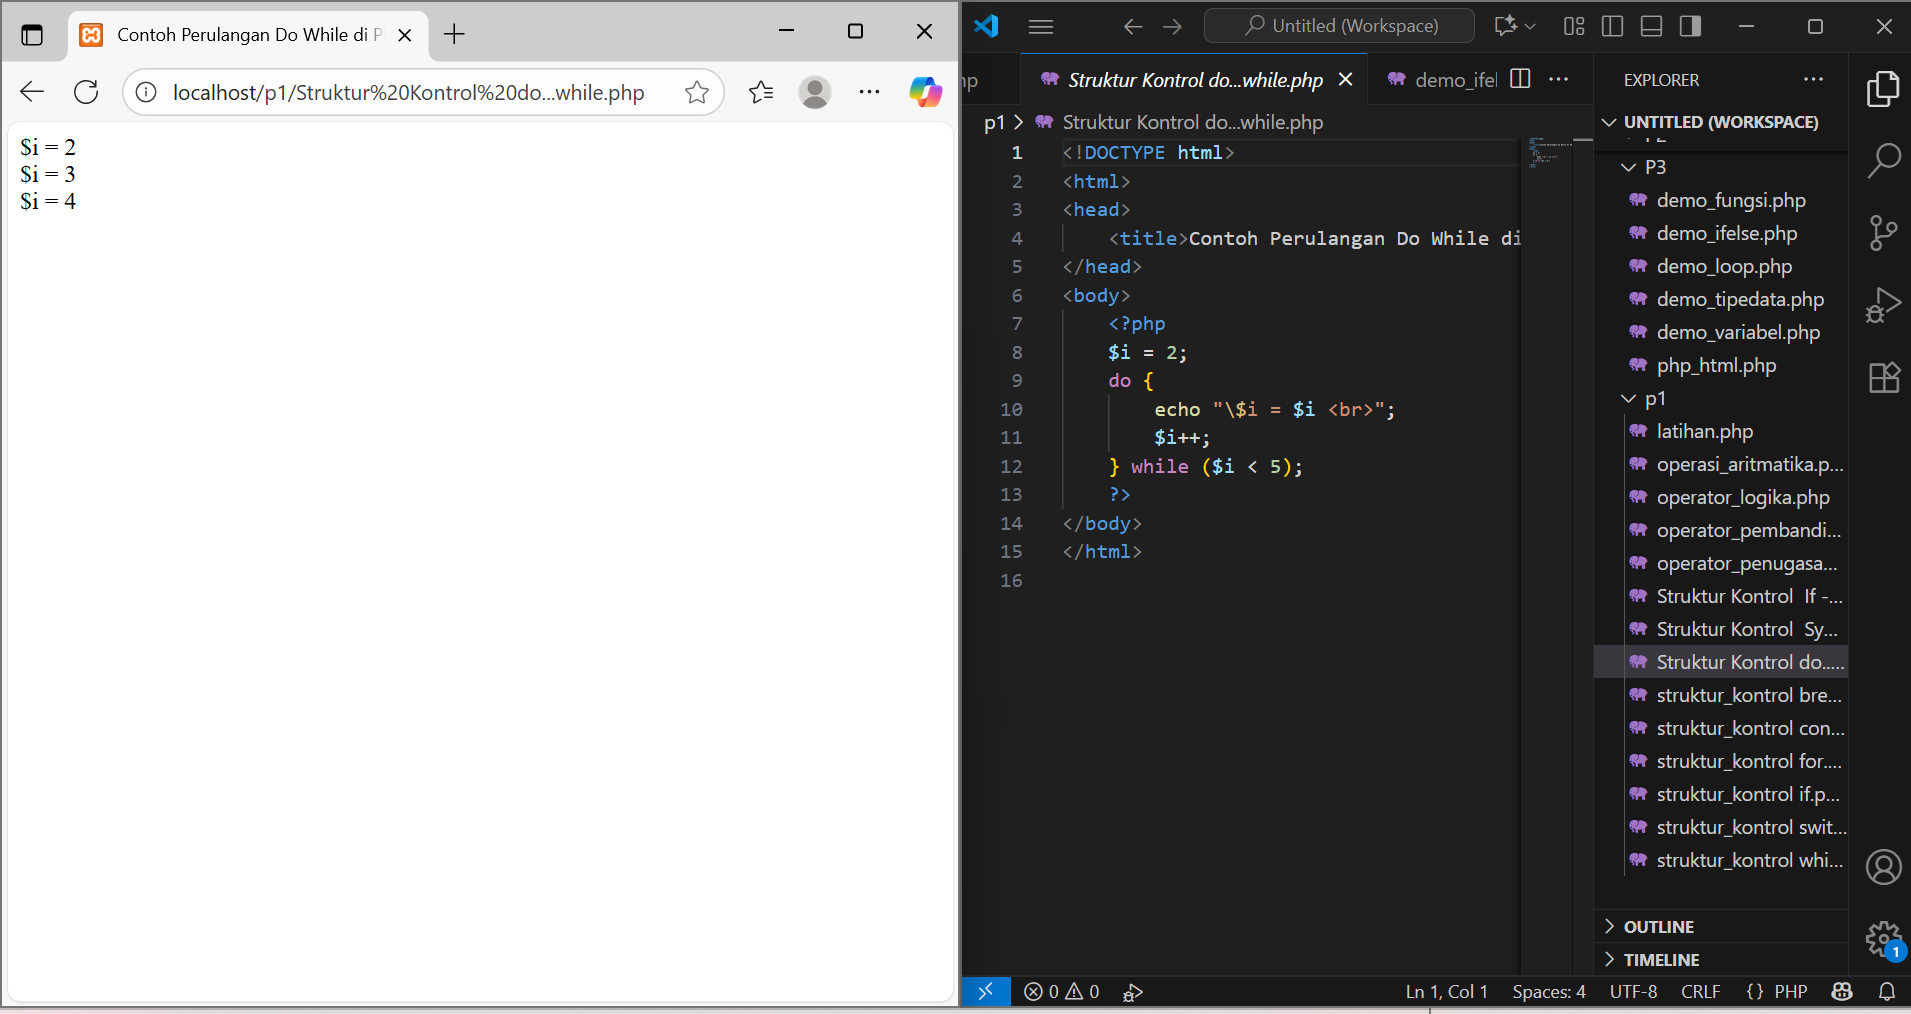 Contoh Perulangan Do While di P
localhost/p1/Struktur%20Kontrol%20do...while.php
$i = 2
$i = 3
$i = 4
Untitled (Workspace)
Struktur Kontrol do...while.php
demo_ifel
p1 > Struktur Kontrol do...while.php
1 <!DOCTYPE html>
2 <html>
3 <head>
4 <title>Contoh Perulangan Do While di
5 </head>
6 <body>
7 <?php
8 $i = 2;
9 do {
10 echo "\$i = $i <br>";
11 $i++;
12 } while ($i < 5);
13 ?>
14 </body>
15 </html>
16
EXPLORER
UNTITLED (WORKSPACE)
P3
demo_fungsi.php
demo_ifelse.php
demo_loop.php
demo_tipedata.php
demo_variabel.php
php_html.php
p1
latihan.php
operasi_aritmatika.p...
operator_logika.php
operator_pembandi...
operator_penugasa...
Struktur Kontrol  If -...
Struktur Kontrol  Sy...
Struktur Kontrol do.....
struktur_kontrol bre...
struktur_kontrol con...
struktur_kontrol for....
struktur_kontrol if.p...
struktur_kontrol swit...
struktur_kontrol whi...
OUTLINE
TIMELINE
1
0 0
Ln 1, Col 1 Spaces: 4 UTF-8 CRLF {} PHP